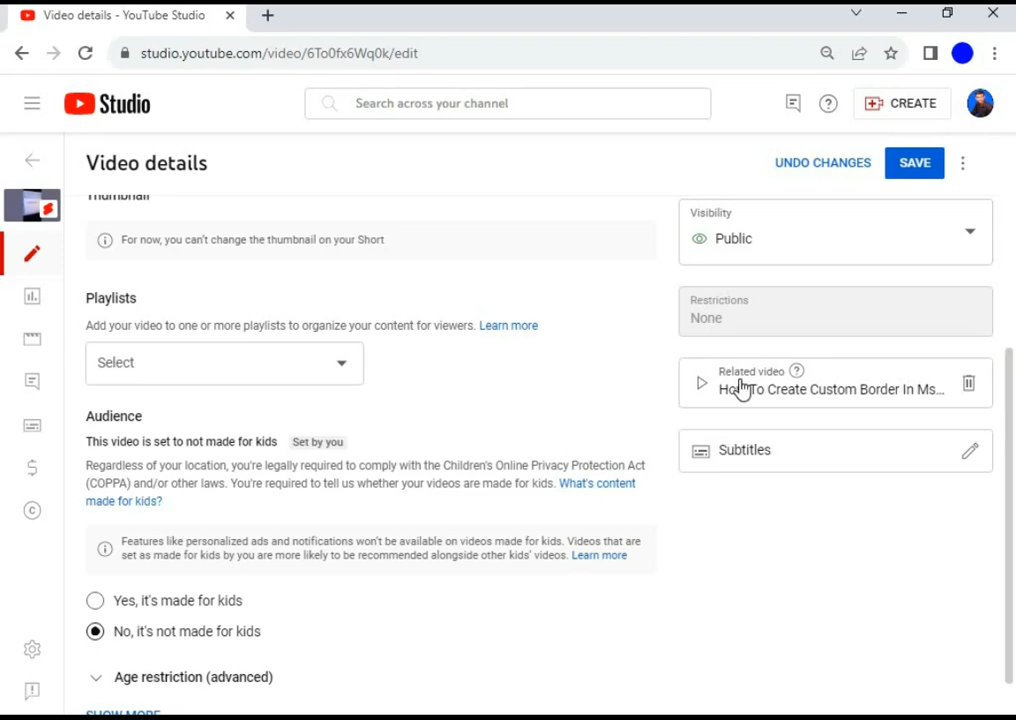 Video details - YouTube Studio
studio.youtube.com/video/6To0fx6Wq0k/edit
Studio
Search across your channel
CREATE
Video details
UNDO CHANGES
SAVE
Thumbnail
For now, you can't change the thumbnail on your Short
Playlists
Add your video to one or more playlists to organize your content for viewers. Learn more
Select
Audience
This video is set to not made for kids Set by you
Regardless of your location, you're legally required to comply with the Children's Online Privacy Protection Act
(COPPA) and/or other laws. You're required to tell us whether your videos are made for kids. What's content
made for kids?
Features like personalized ads and notifications won't be available on videos made for kids. Videos that are
set as made for kids by you are more likely to be recommended alongside other kids' videos. Learn more
Yes, it's made for kids
No, it's not made for kids
Age restriction (advanced)
SHOW MORE
Visibility
Public
Restrictions
None
Related video
How To Create Custom Border In Ms...
Subtitles